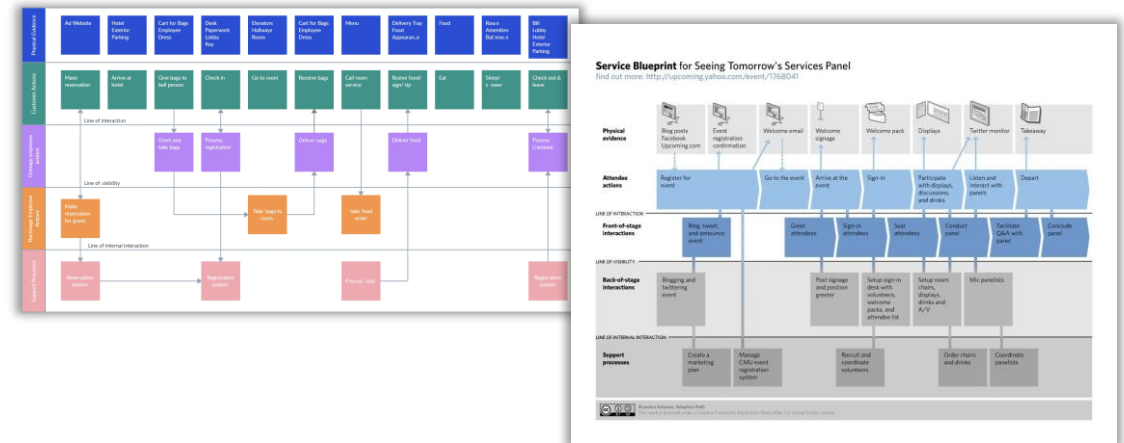 Physical Evidence
Ad Website
Hotel
Exterior
Parking
Cart for Bags
Employee
Dress
Desk
Paperwork
Lobby
Key
Elevators
Hallways
Room
Cart for Bags
Employee
Dress
Menu
Delivery Tray
Food
Food
Amenities
Bill
Lobby
Hotel
Exterior
Parking
Customer Actions
Make
reservation
Arrive at
hotel
Give bags to
bell person
Check in
Go to room
Receive bags
Call room
service
sign/ tip
Eat
Sleep/
Check out &
leave
Line of interaction
Greet and
take bags
Process
registration
Deliver bags
Deliver food
Process
checkout
Line of visibility
Make
reservation
for guest
Take bags to
room
Take food
order
Line of internal interaction
Support Processes
Reservation
system
Registration
system
Registration
system
Service Blueprint for Seeing Tomorrow's Services Panel
find out more: http://upcoming.yahoo.com/event/1768041
Physical
evidence
Blog posts
Facebook
Upcoming.com
Event
registration
confirmation
Welcome email
Welcome
signage
Welcome pack
Displays
Twitter monitor
Takeaway
Attendee
actions
Register for
event
Go to the event
Arrive at the
event
Sign-in
Participate
with displays,
discussions,
and drinks
Listen and
interact with
panels
Depart
LINE OF INTERACTION
Front-of-stage
interactions
Blog, tweet,
and announce
event
Greet
attendees
Sign-in
attendees
Seat
attendees
Conduct
panel
Facilitate
Q&A with
panel
Conclude
panel
LINE OF VISIBILITY
Back-of-stage
interactions
Blogging and
twittering
event
Post signage
and position
greeter
Setup sign-in
desk with
volunteers,
welcome
packs, and
attendee list
Setup room
chairs,
displays,
drinks and
A/V
Mic panelists
LINE OF INTERNAL INTERACTION
Support
processes
Create a
marketing
plan
Manage
CMU event
registration
system
Recruit and
coordinate
volunteers
Order chairs
and drinks
Coordinate
panelists